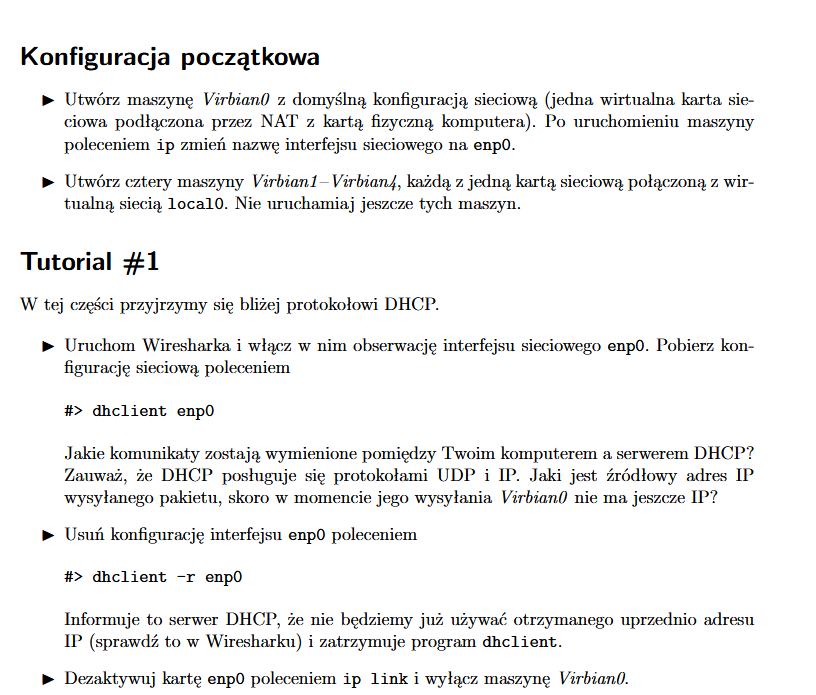 Konfiguracja początkowa
► Utwórz maszynę Virbian0 z domyślną konfiguracją sieciową (jedna wirtualna karta sie-
ciowa podłączona przez NAT z kartą fizyczną komputera). Po uruchomieniu maszyny
poleceniem ip zmień nazwę interfejsu sieciowego na enp0.
► Utwórz cztery maszyny Virbian1–Virbian4, każdą z jedną kartą sieciową połączoną z wir-
tualną siecią local0. Nie uruchamiaj jeszcze tych maszyn.
Tutorial #1
W tej części przyjrzymy się bliżej protokołowi DHCP.
► Uruchom Wiresharka i włącz w nim obserwację interfejsu sieciowego enp0. Pobierz kon-
figurację sieciową poleceniem
#> dhclient enp0
Jakie komunikaty zostają wymienione pomiędzy Twoim komputerem a serwerem DHCP?
Zauważ, że DHCP posługuje się protokołami UDP i IP. Jaki jest źródłowy adres IP
wysyłanego pakietu, skoro w momencie jego wysyłania Virbian0 nie ma jeszcze IP?
► Usuń konfigurację interfejsu enp0 poleceniem
#> dhclient -r enp0
Informuje to serwer DHCP, że nie będziemy już używać otrzymanego uprzednio adresu
IP (sprawdź to w Wiresharku) i zatrzymuje program dhclient.
► Dezaktywuj kartę enp0 poleceniem ip link i wyłącz maszynę Virbian0.